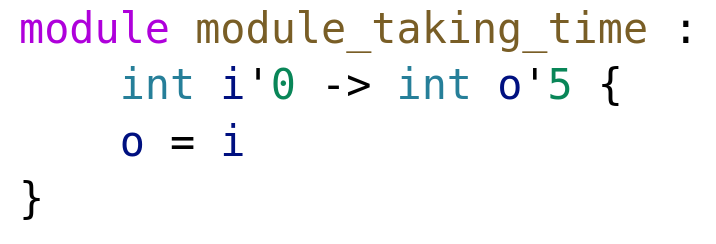 module module_taking_time :
    int i'0 -> int o'5 {
    o = i
}